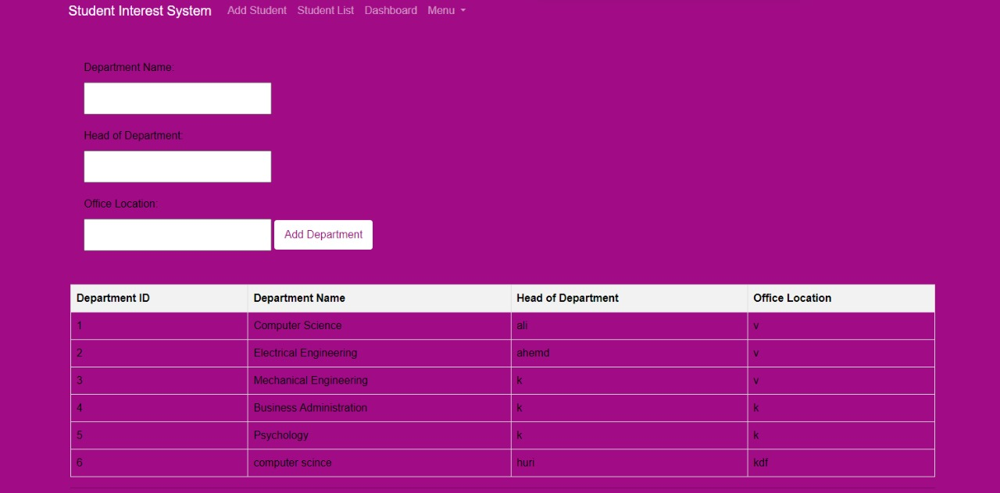 Student Interest System Add Student Student List Dashboard Menu
Department Name:
Head of Department:
Office Location:
Add Department
Department ID Department Name Head of Department Office Location
1 Computer Science ali v
2 Electrical Engineering ahemd v
3 Mechanical Engineering k v
4 Business Administration k k
5 Psychology k k
6 computer scince huri kdf